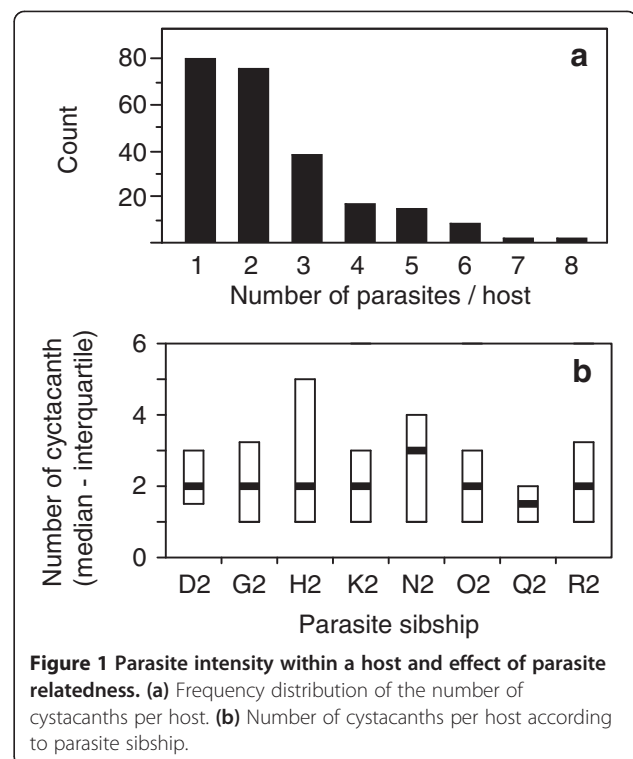 a
80
60
40
20
Count
1 2 3 4 5 6 7 8
Number of parasites / host
b
6
4
2
0
Number of cyctacanth
(median - interquartile)
D2 G2 H2 K2 N2 O2 Q2 R2
Parasite sibship
Figure 1 Parasite intensity within a host and effect of parasite
relatedness. (a) Frequency distribution of the number of
cystacanths per host. (b) Number of cystacanths per host according
to parasite sibship.